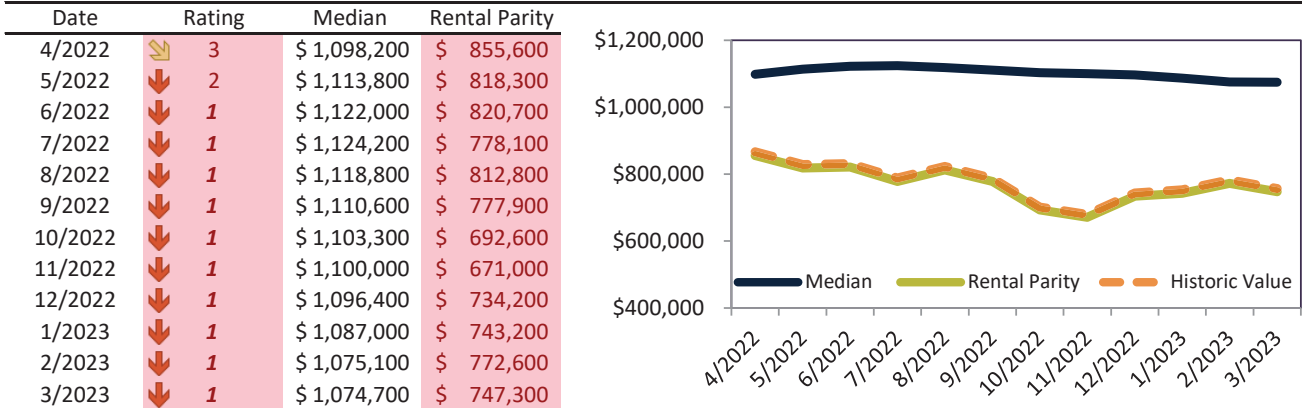 Date Rating Median Rental Parity
4/2022 3 $ 1,098,200 $ 855,600
5/2022 2 $ 1,113,800 $ 818,300
6/2022 1 $ 1,122,000 $ 820,700
7/2022 1 $ 1,124,200 $ 778,100
8/2022 1 $ 1,118,800 $ 812,800
9/2022 1 $ 1,110,600 $ 777,900
10/2022 1 $ 1,103,300 $ 692,600
11/2022 1 $ 1,100,000 $ 671,000
12/2022 1 $ 1,096,400 $ 734,200
1/2023 1 $ 1,087,000 $ 743,200
2/2023 1 $ 1,075,100 $ 772,600
3/2023 1 $ 1,074,700 $ 747,300
$1,200,000
$1,000,000
$800,000
$600,000
$400,000
Median Rental Parity Historic Value
4/2022 5/2022 6/2022 7/2022 8/2022 9/2022 10/2022 11/2022 12/2022 1/2023 2/2023 3/2023